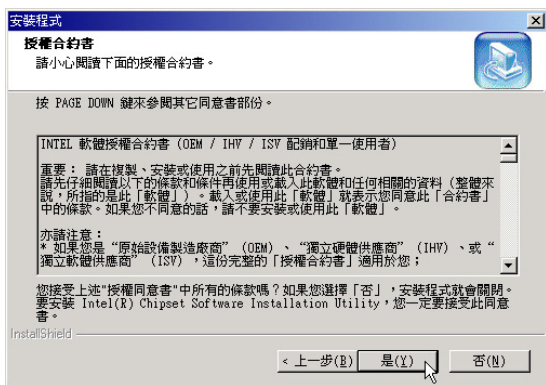 安裝程式
授權合約書
請小心閱讀下面的授權合約書。
按 PAGE DOWN 鍵來參閱其它同意書部份。
INTEL 軟體授權合約書 (OEM / IHV / ISV 配銷和單一使用者)
重要： 請在複製、安裝或使用之前先閱讀此合約書。
請先仔細閱讀以下的條款和條件再使用或載入此軟體和任何相關的資料（整體來
說，所指的是此「軟體」）。載入或使用此「軟體」就表示您同意此「合約書」
中的條款。如果您不同意的話，請不要安裝或使用此「軟體」。
亦請注意：
* 如果您是 “原始設備製造廠商” (OEM) 、 “獨立硬體供應商” (IHV) 、或 “
獨立軟體供應商” (ISV) ，這份完整的「授權合約書」適用於您；
您接受上述"授權同意書"中所有的條款嗎？如果您選擇「否」，安裝程式就會關閉。
要安裝 Intel(R) Chipset Software Installation Utility，您一定要接受此同意
書。
InstallShield
< 上一步(B)
是(Y)
否(N)